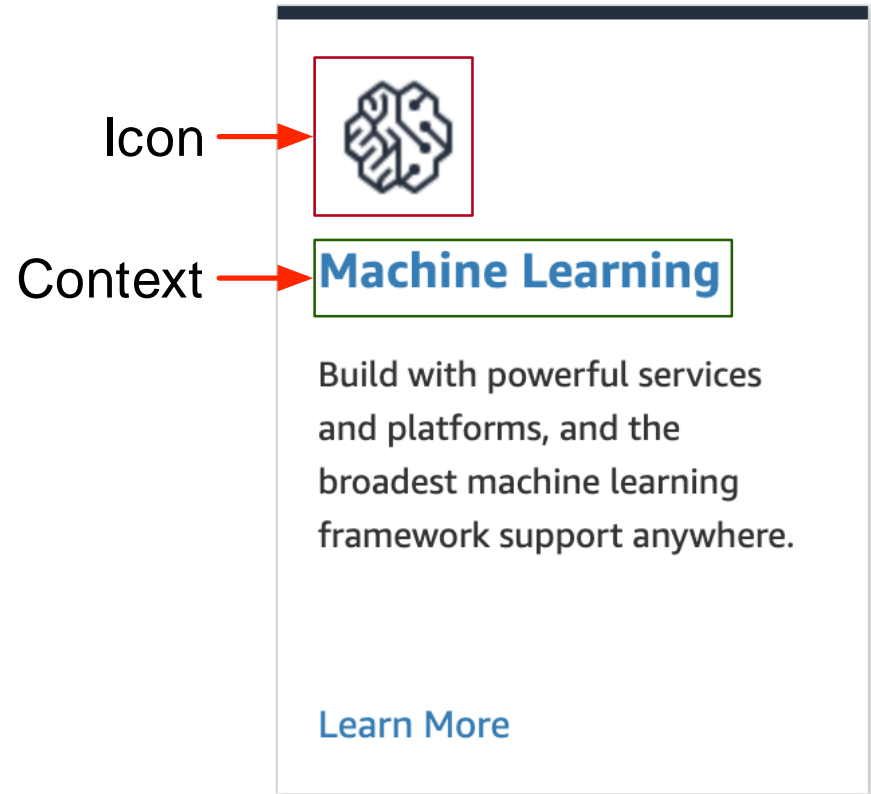 Icon
Context
Machine Learning
Build with powerful services
and platforms, and the
broadest machine learning
framework support anywhere.
Learn More